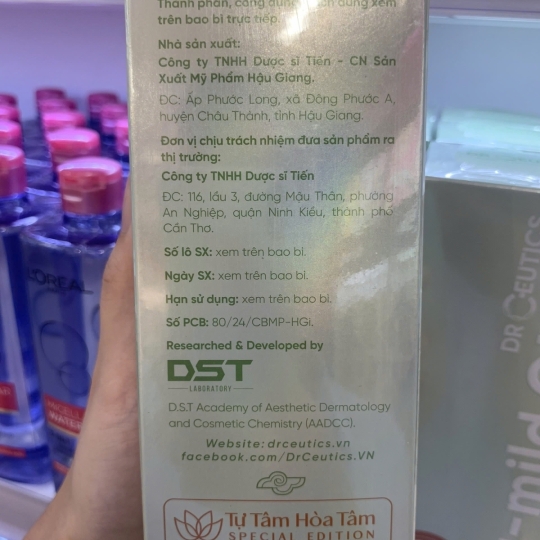 Thành phần, công dụng, cách dùng xem
trên bao bì trực tiếp.
Nhà sản xuất:
Công ty TNHH Dược sĩ Tiến - CN Sản
Xuất Mỹ Phẩm Hậu Giang.
ĐC: Ấp Phước Long, xã Đông Phước A,
huyện Châu Thành, tỉnh Hậu Giang.
Đơn vị chịu trách nhiệm đưa sản phẩm ra
thị trường:
Công ty TNHH Dược sĩ Tiến
ĐC: 116, lầu 3, đường Mậu Thân, phường
An Nghiệp, quận Ninh Kiều, thành phố
Cần Thơ.
Số lô SX: xem trên bao bì.
Ngày SX: xem trên bao bì.
Hạn sử dụng: xem trên bao bì.
Số PCB: 80/24/CBMP-HGi.
Researched & Developed by
DST
LABORATORY
D.S.T Academy of Aesthetic Dermatology
and Cosmetic Chemistry (AADCC).
Website: drceutics.vn
facebook.com/DrCeutics.VN
Tự Tâm Hòa Tâm
SPECIAL EDITION
L'OREAL
MICELL
WATER
DR CEUTICS
-mild